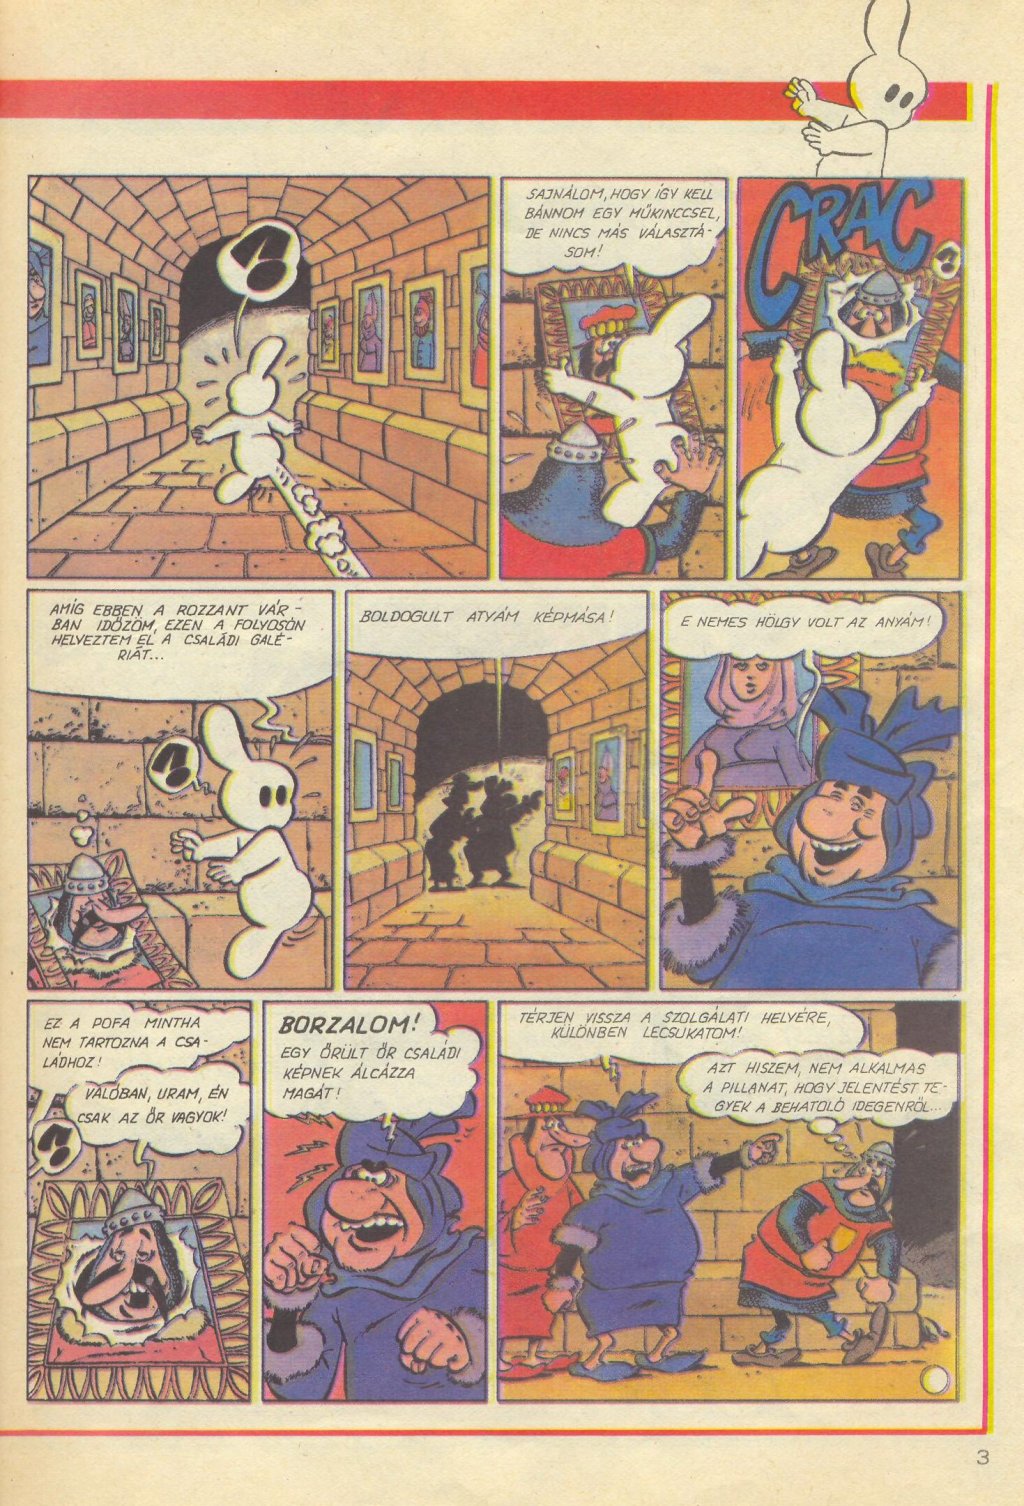 SAJNÁLOM, HOGY ÍGY KELL
BÁNNOM EGY MŰKINCCSEL,
DE NINCS MÁS VÁLASZTÁ-
SOM!
CRAC
AMÍG EBBEN A ROZZANT VÁR-
BAN IDŐZÖM, EZEN A FOLYOSÓN
HELYEZTEM EL A CSALÁDI GALÉ-
RIÁT...
BOLDOGULT ATYÁM KÉPMÁSA!
E NEMES HÖLGY VOLT AZ ANYÁM!
EZ A POFA MINTHA
NEM TARTOZNA A CSA-
LÁDHOZ!
VALÓBAN, URAM, ÉN
CSAK AZ ŐR VAGYOK!
BORZALOM!
EGY ŐRÜLT ŐR CSALÁDI
KÉPNEK ÁLCÁZZA
MAGÁT!
TÉRJEN VISSZA A SZOLGÁLATI HELYÉRE,
KÜLÖNBEN LECSUKATOM!
AZT HISZEM, NEM ALKALMAS
A PILLANAT, HOGY JELENTÉST TE-
GYEK A BEHATOLÓ IDEGENRŐL...
3